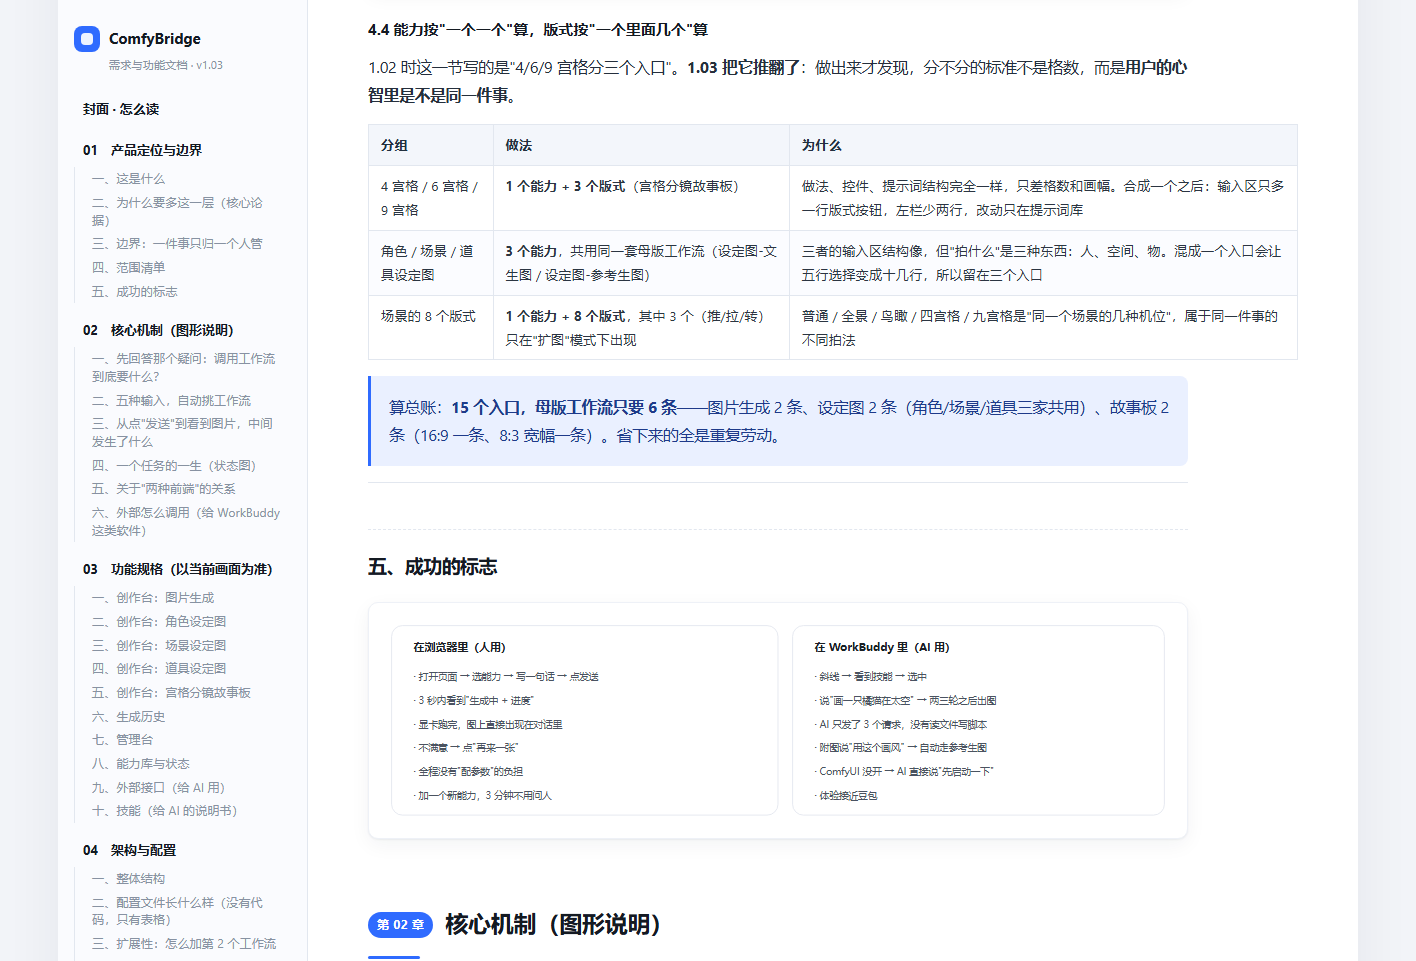 ComfyBridge
需求与功能文档 · v1.03
封面 · 怎么读
01 产品定位与边界
一、这是什么
二、为什么要多这一层（核心论
据）
三、边界：一件事只归一个人管
四、范围清单
五、成功的标志
02 核心机制（图形说明）
一、先回答那个疑问：调用工作流
到底要什么？
二、五种输入，自动挑工作流
三、从点"发送"到看到图片，中间
发生了什么
四、一个任务的一生（状态图）
五、关于"两种前端"的关系
六、外部怎么调用（给 WorkBuddy
这类软件）
03 功能规格（以当前画面为准）
一、创作台：图片生成
二、创作台：角色设定图
三、创作台：场景设定图
四、创作台：道具设定图
五、创作台：宫格分镜故事板
六、生成历史
七、管理台
八、能力库与状态
九、外部接口（给 AI 用）
十、技能（给 AI 的说明书）
04 架构与配置
一、整体结构
二、配置文件长什么样（没有代
码，只有表格）
三、扩展性：怎么加第 2 个工作流
4.4 能力按"一个一个"算，版式按"一个里面几个"算
1.02 时这一节写的是"4/6/9 宫格分三个入口"。1.03 把它推翻了：做出来才发现，分不分的标准不是格数，而是用户的心
智里是不是同一件事。
分组 做法 为什么
4 宫格 / 6 宫格 /
9 宫格
1 个能力 + 3 个版式（宫格分镜故事板）
做法、控件、提示词结构完全一样，只差格数和画幅。合成一个之后：输入区只多
一行版式按钮，左栏少两行，改动只在提示词库
角色 / 场景 / 道
具设定图
3 个能力，共用同一套母版工作流（设定图-文
生图 / 设定图-参考生图）
三者的输入区结构像，但"拍什么"是三种东西：人、空间、物。混成一个入口会让
五行选择变成十几行，所以留在三个入口
场景的 8 个版式
1 个能力 + 8 个版式，其中 3 个（推/拉/转）
只在"扩图"模式下出现
普通 / 全景 / 鸟瞰 / 四宫格 / 九宫格是"同一个场景的几种机位"，属于同一件事的
不同拍法
算总账：15 个入口，母版工作流只要 6 条——图片生成 2 条、设定图 2 条（角色/场景/道具三家共用）、故事板 2
条（16:9 一条、8:3 宽幅一条）。省下来的全是重复劳动。
五、成功的标志
在浏览器里（人用）
· 打开页面 → 选能力 → 写一句话 → 点发送
· 3 秒内看到"生成中 + 进度"
· 显卡跑完，图上直接出现在对话里
· 不满意 → 点"再来一张"
· 全程没有"配参数"的负担
· 加一个新能力，3 分钟不用问人
在 WorkBuddy 里（AI 用）
· 斜线 → 看到技能 → 选中
· 说"画一只橘猫在太空" → 两三轮之后出图
· AI 只发了 3 个请求，没有读文件写脚本
· 附图说"用这个画风" → 自动走参考生图
· ComfyUI 没开 → AI 直接说"先启动一下"
· 体验接近豆包
第 02 章 核心机制（图形说明）